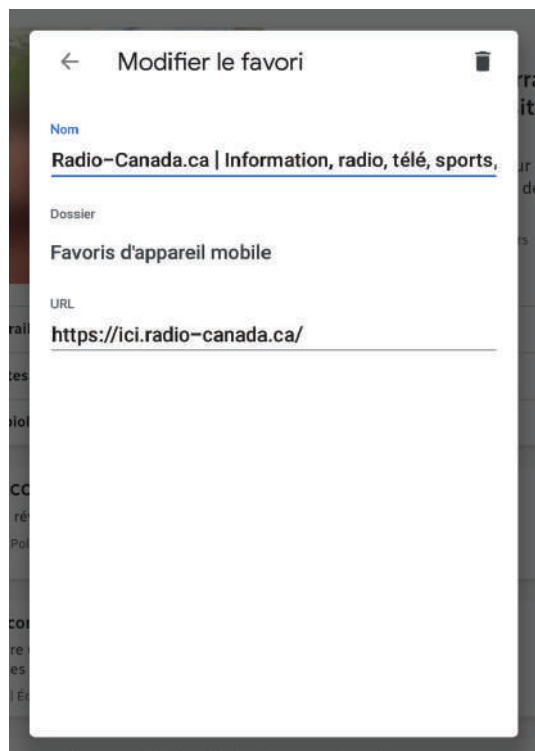 Modifier le favori
Nom
Radio-Canada.ca | Information, radio, télé, sports,
Dossier
Favoris d'appareil mobile
URL
https://ici.radio-canada.ca/